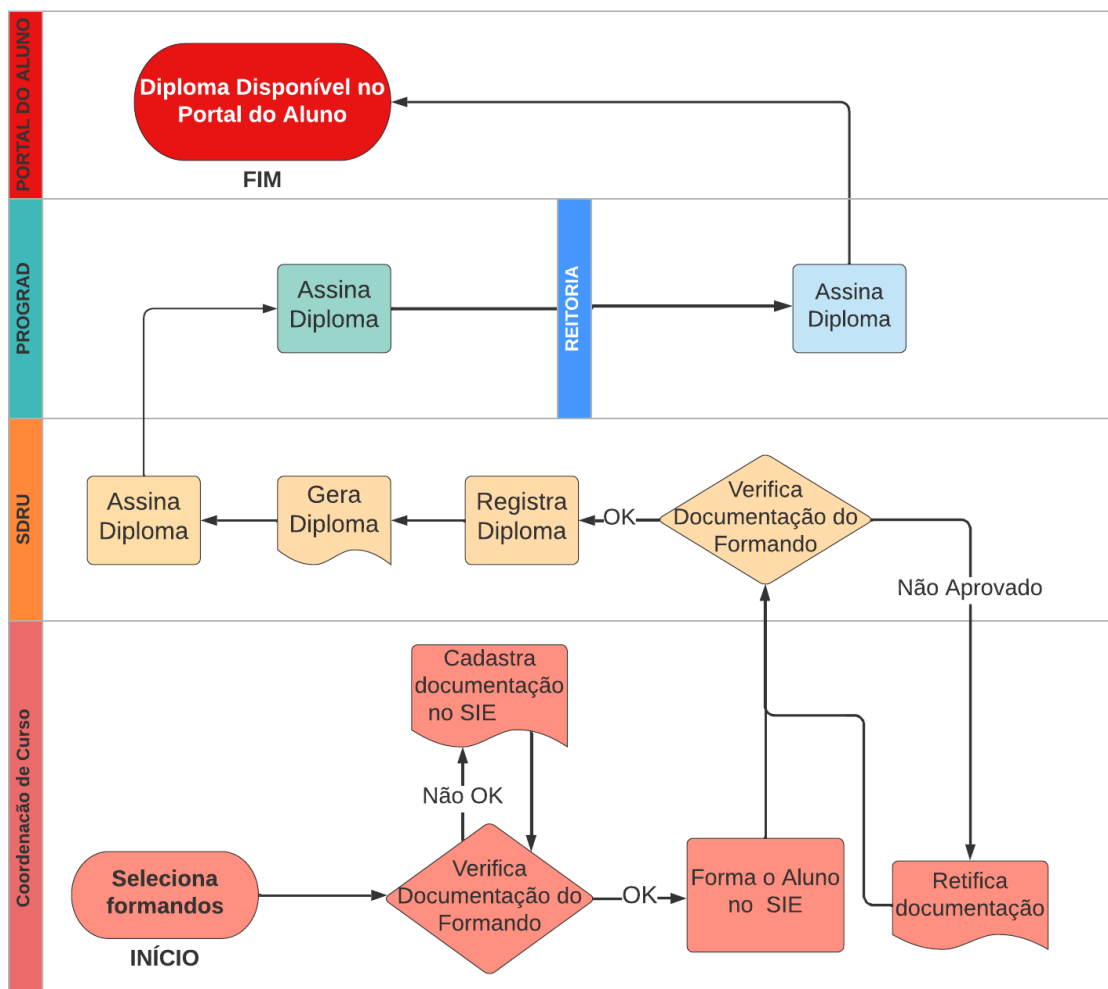 PORTAL DO ALUNO
Diploma Disponível no
Portal do Aluno
FIM
PROGRAD
Assina
Diploma
REITORIA
Assina
Diploma
SDRU
Assina
Diploma
Gera
Diploma
Registra
Diploma
OK
Verifica
Documentação do
Formando
Não Aprovado
Coordenacão de Curso
Cadastra
documentação
no SIE
Não OK
Seleciona
formandos
INÍCIO
Verifica
Documentação do
Formando
OK
Forma o Aluno
no SIE
Retifica
documentação